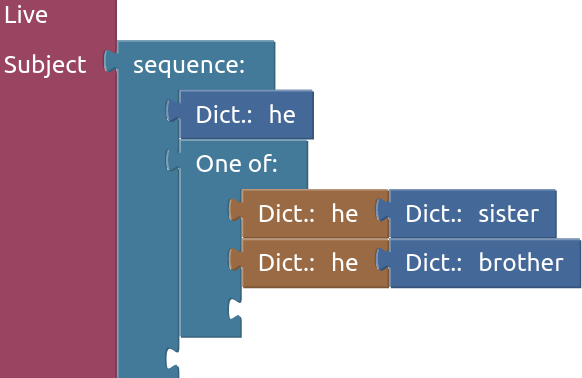 Live
Subject sequence:
Dict.: he
One of:
Dict.: he Dict.: sister
Dict.: he Dict.: brother